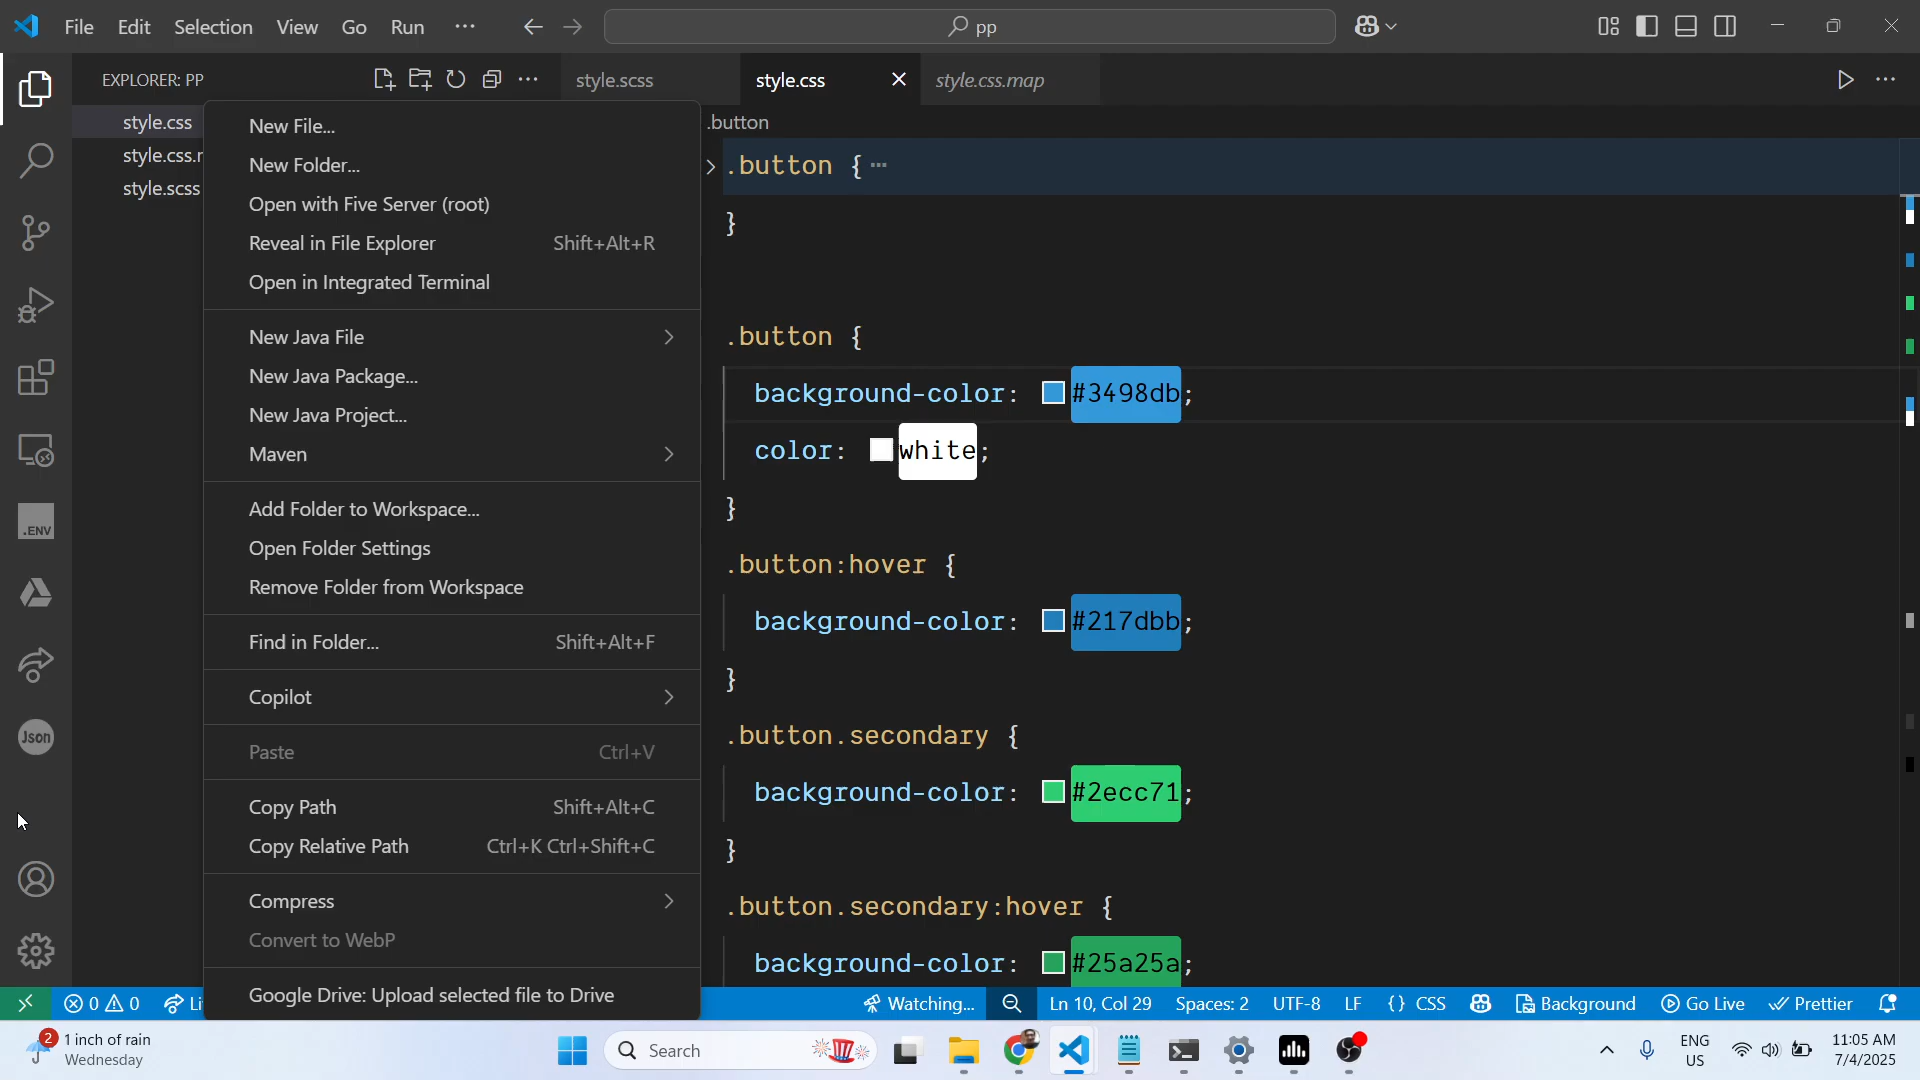 File Edit Selection View Go Run ···
pp
EXPLORER: PP
style.scss
style.css
style.css.map
style.css
style.scss
New File...
New Folder...
Open with Five Server (root)
Reveal in File Explorer Shift+Alt+R
Open in Integrated Terminal
New Java File
New Java Package...
New Java Project...
Maven
Add Folder to Workspace...
Open Folder Settings
Remove Folder from Workspace
Find in Folder... Shift+Alt+F
Copilot
Paste Ctrl+V
Copy Path Shift+Alt+C
Copy Relative Path Ctrl+K Ctrl+Shift+C
Compress
Convert to WebP
Google Drive: Upload selected file to Drive
.button
.button {···
}
.button {
background-color: #3498db;
color: white;
}
.button:hover {
background-color: #217dbb;
}
.button.secondary {
background-color: #2ecc71;
}
.button.secondary:hover {
background-color: #25a25a;
.ENV
Json
0 0
Watching... Ln 10, Col 29 Spaces: 2 UTF-8 LF {} CSS Background Go Live Prettier
2
1 inch of rain
Wednesday
Search
ENG
US
11:05 AM
7/4/2025